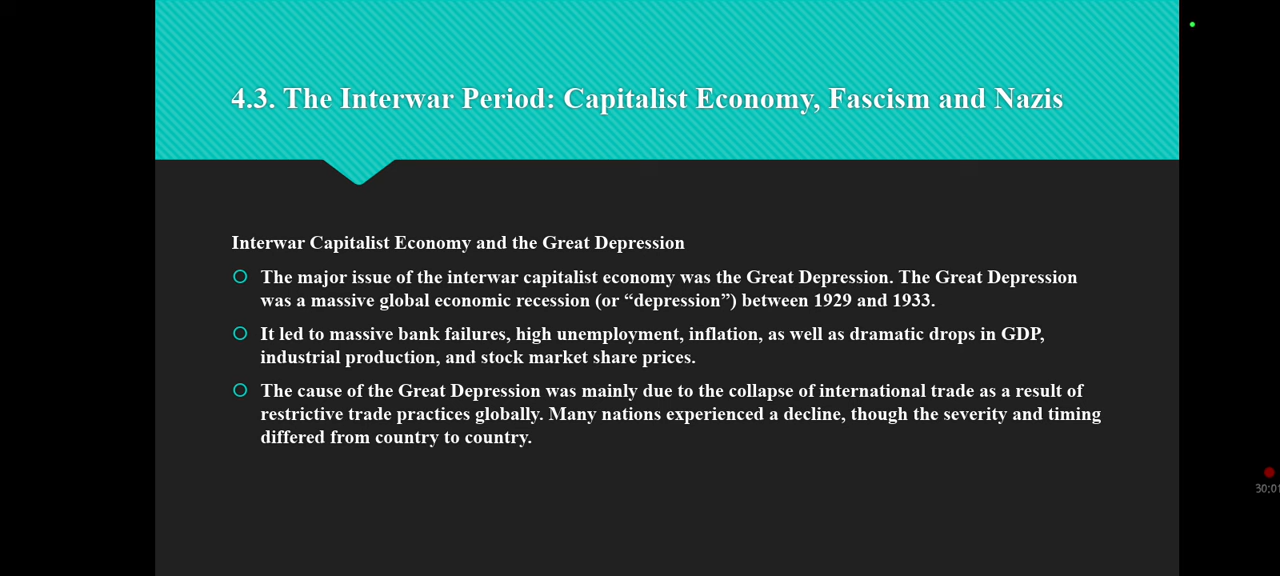 4.3. The Interwar Period: Capitalist Economy, Fascism and Nazis
Interwar Capitalist Economy and the Great Depression
The major issue of the interwar capitalist economy was the Great Depression. The Great Depression
was a massive global economic recession (or “depression”) between 1929 and 1933.
It led to massive bank failures, high unemployment, inflation, as well as dramatic drops in GDP,
industrial production, and stock market share prices.
The cause of the Great Depression was mainly due to the collapse of international trade as a result of
restrictive trade practices globally. Many nations experienced a decline, though the severity and timing
differed from country to country.